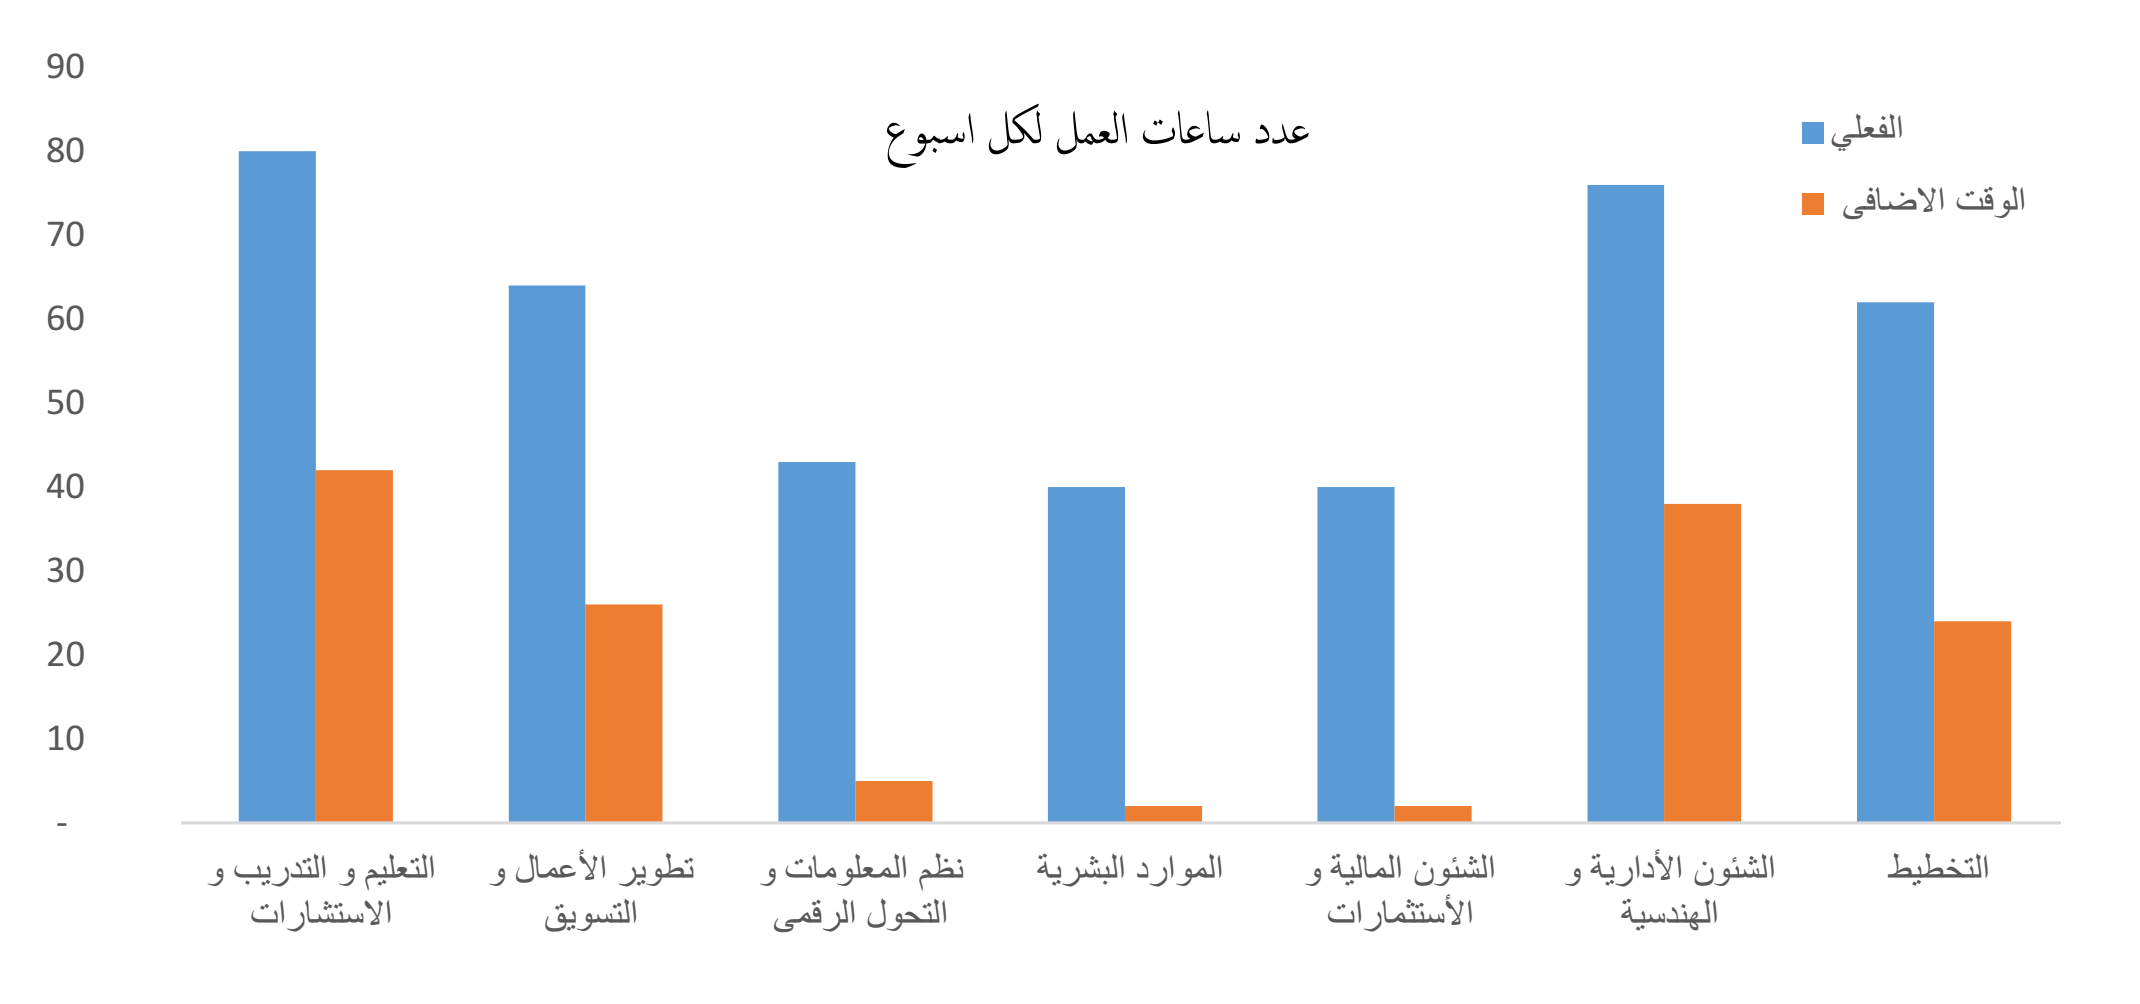 عدد ساعات العمل لكل اسبوع
الفعلي
الوقت الاضافى
90
80
70
60
50
40
30
20
10
-
التعليم و التدريب و
الاستشارات
تطوير الأعمال و
التسويق
نظم المعلومات و
التحول الرقمى
الموارد البشرية
الشئون المالية و
الأستثمارات
الشئون الأدارية و
الهندسية
التخطيط